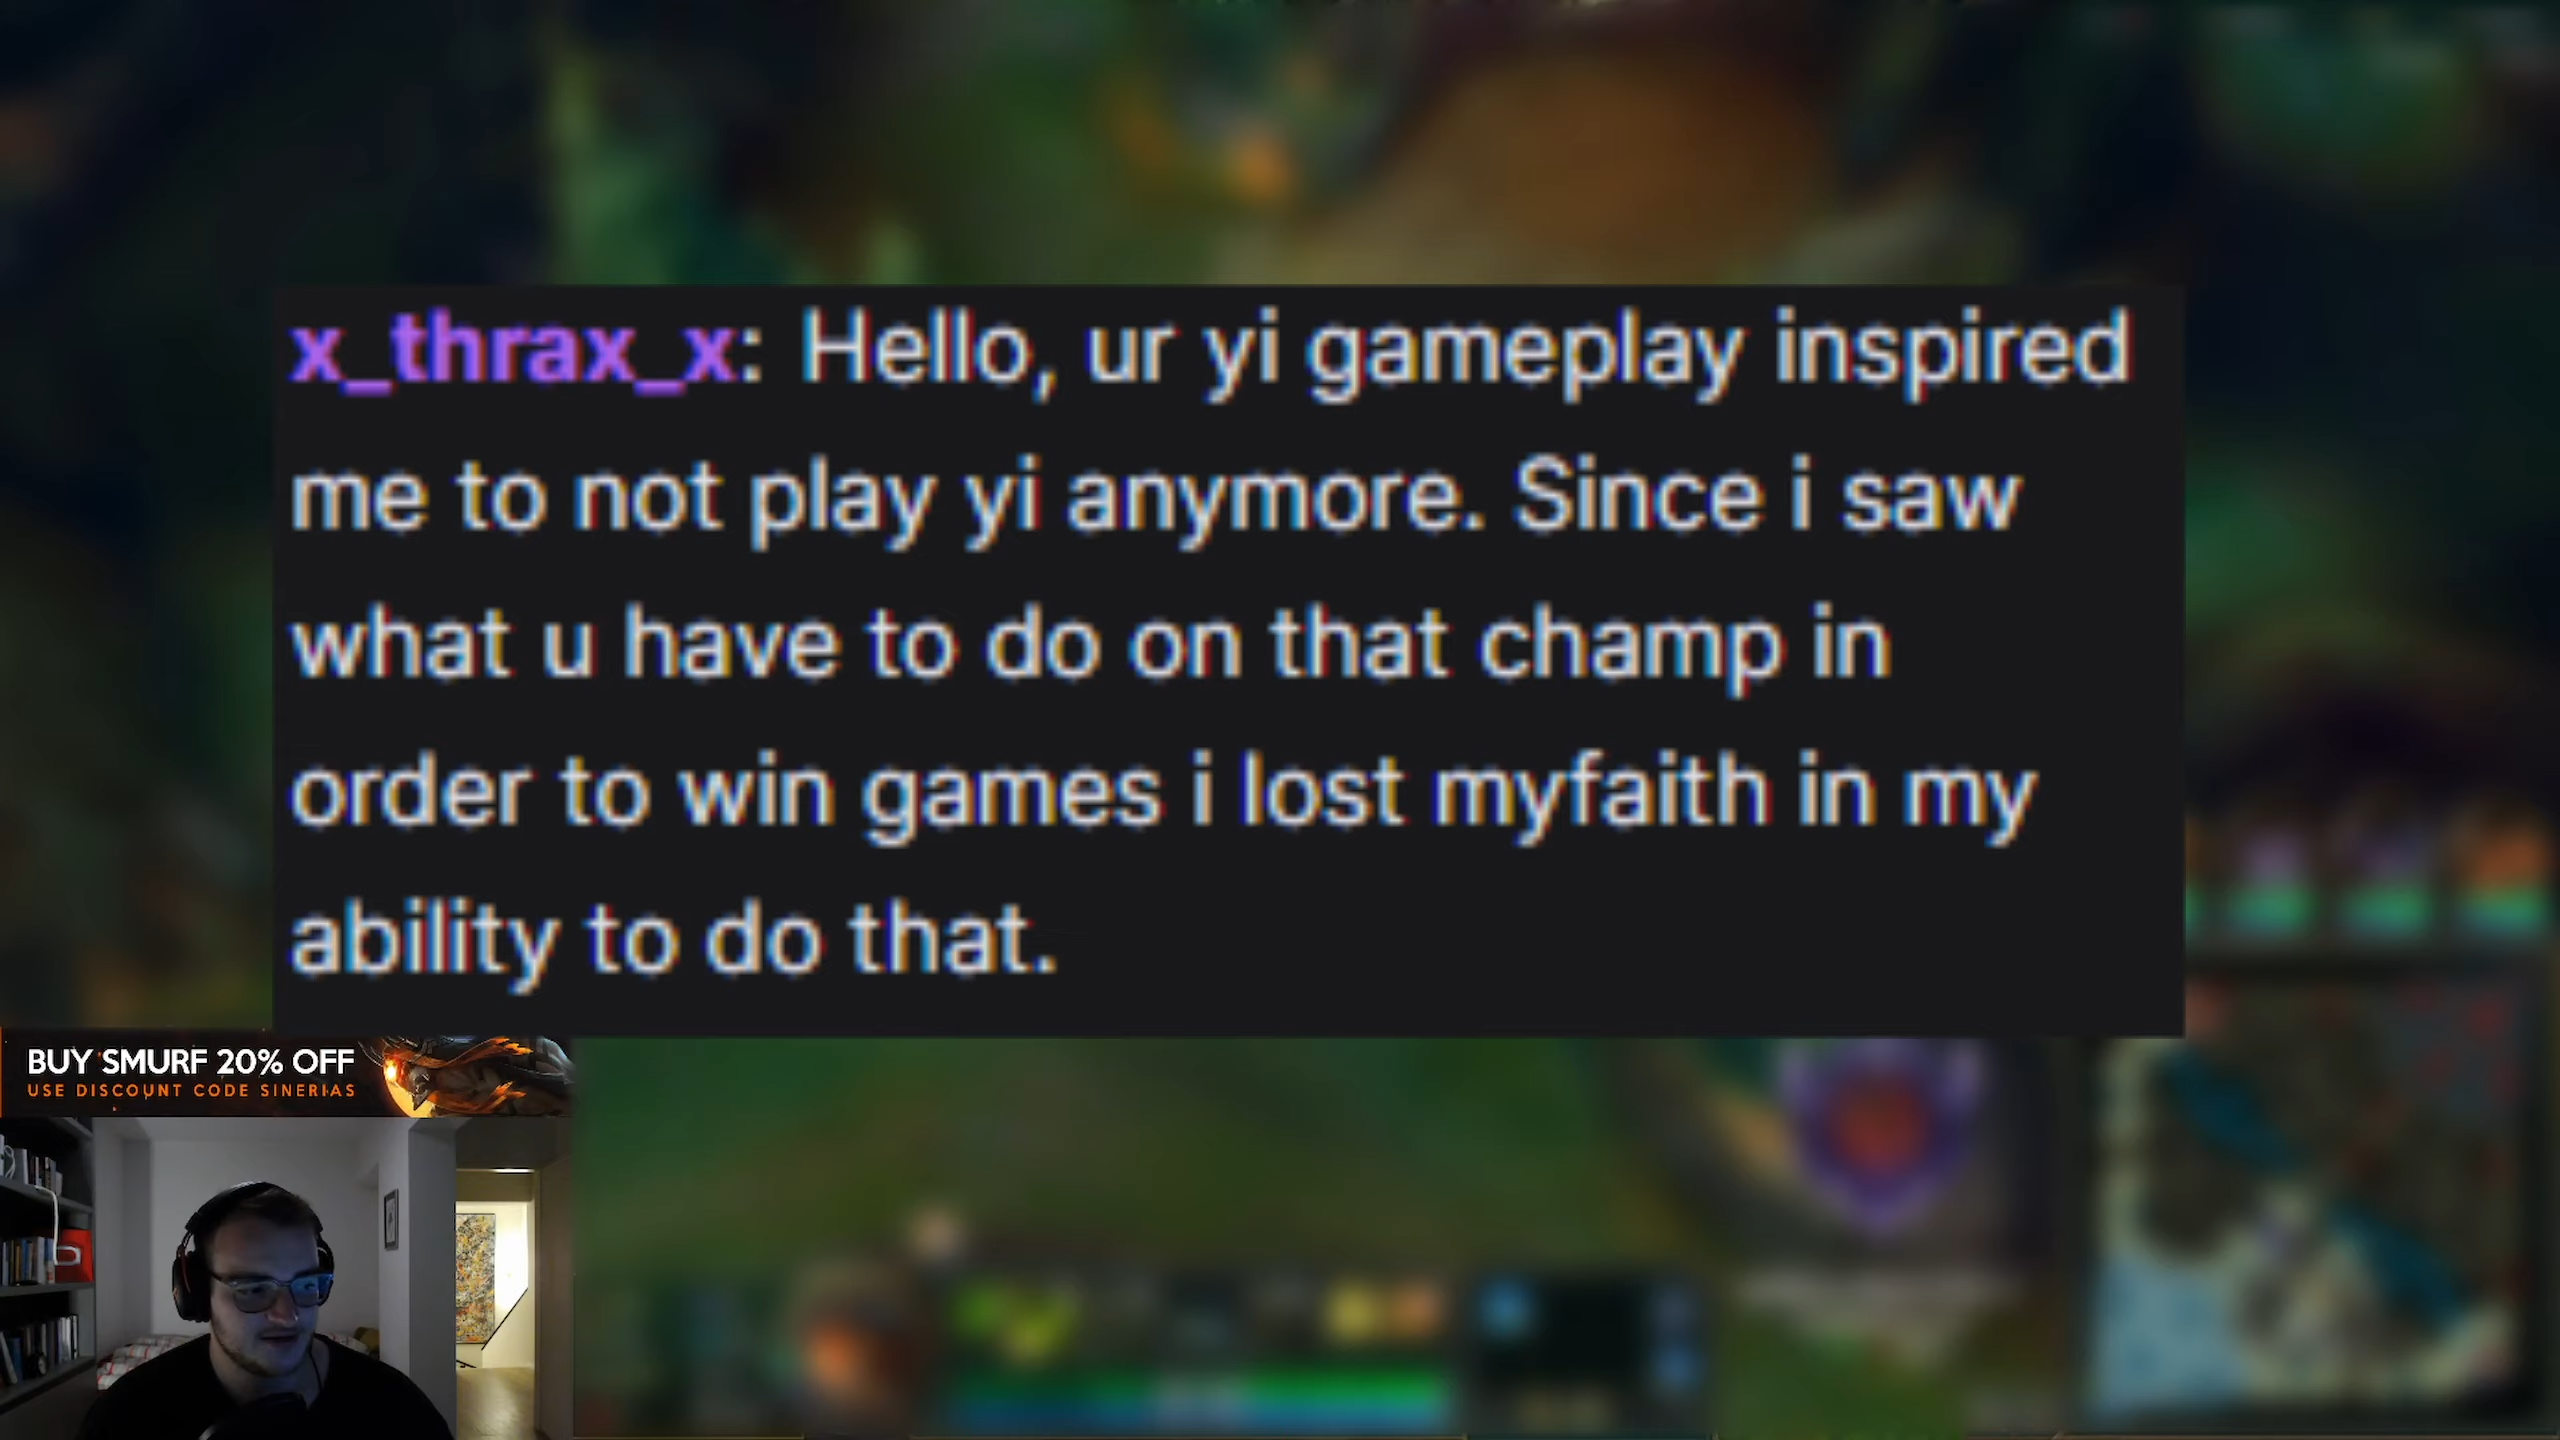 x_thrax_x: Hello, ur yi gameplay inspired
me to not play yi anymore. Since i saw
what u have to do on that champ in
order to win games i lost myfaith in my
ability to do that.
BUY SMURF 20% OFF
USE DISCOUNT CODE SINERIAS